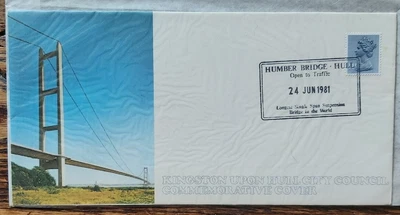 HUMBER BRIDGE - HULL
Open to Traffic
24 JUN 1981
Longest Single Span Suspension
Bridge in the World
KINGSTON UPON HULL CITY COUNCIL
COMMEMORATIVE COVER